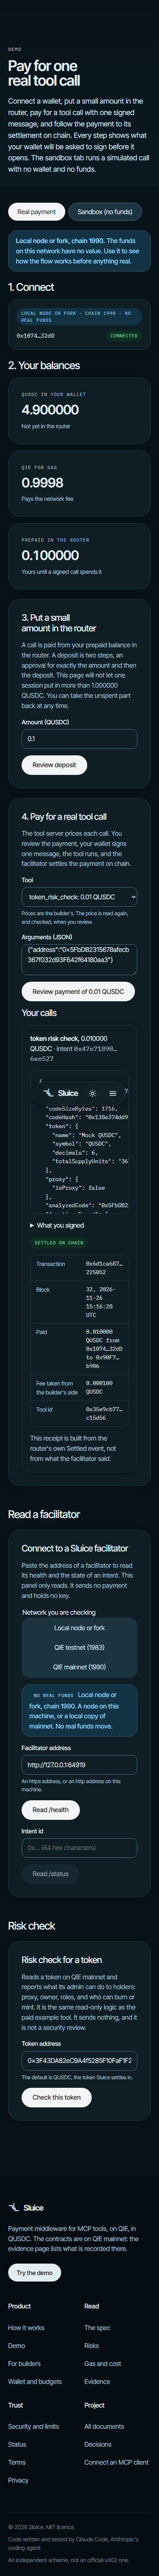 DEMO
Pay for one
real tool call
Connect a wallet, put a small amount in the
router, pay for a tool call with one signed
message, and follow the payment to its
settlement on chain. Every step shows what
your wallet will be asked to sign before it
opens. The sandbox tab runs a simulated call
with no wallet and no funds.
Real payment
Sandbox (no funds)
Local node or fork, chain 1990. The funds
on this network have no value. Use it to see
how the flow works before anything real.
1. Connect
LOCAL NODE OR FORK · CHAIN 1990 · NO
REAL FUNDS
0x1074…32d0
CONNECTED
2. Your balances
QUSDC IN YOUR WALLET
4.900000
Not yet in the router
QIE FOR GAS
0.9998
Pays the network fee
PREPAID IN THE ROUTER
0.100000
Yours until a signed call spends it
3. Put a small
amount in the router
A call is paid from your prepaid balance in
the router. A deposit is two steps, an
approval for exactly the amount and then
the deposit. This page will not let one
session put in more than 1.000000
QUSDC. You can take the unspent part
back at any time.
Amount (QUSDC)
0.1
Review deposit
4. Pay for a real tool call
The tool server prices each call. You
review the payment, your wallet signs
one message, the tool runs, and the
facilitator settles the payment on chain.
Tool
token_risk_check: 0.01 QUSDC
Prices are the builder's. The price is read again,
and checked, when you review.
Arguments (JSON)
{"address":"0x5FbDB2315678afecb
367f032d93F642f64180aa3"}
Review payment of 0.01 QUSDC
Your calls
token risk check, 0.010000
QUSDC · intent 0x47e71890…
6ae527
Sluice
"codeSizeBytes": 1716,
"codeHash": "0x138e374dd9
"token": {
"name": "Mock QUSDC",
"symbol": "QUSDC",
"decimals": 6,
"totalSupplyUnits": "36
},
"proxy": {
"isProxy": false
},
"analyzedCode": "0x5FbDB2
What you signed
SETTLED ON CHAIN
Transaction
0x6d1ca687…
225052
Block
32, 2026-
11-26
15:16:28
UTC
Paid
0.010000
QUSDC from
0x1074…32d0
to 0x90F7…
b906
Fee taken from
the builder's side
0.000100
QUSDC
Tool id
0x35e9cb77…
c15d56
This receipt is built from the
router's own Settled event, not
from what the facilitator said.
Read a facilitator
Connect to a Sluice facilitator
Paste the address of a facilitator to read
its health and the state of an intent. This
panel only reads. It sends no payment
and holds no key.
Network you are checking
Local node or fork
QIE testnet (1983)
QIE mainnet (1990)
NO REAL FUNDS Local node or
fork, chain 1990. A node on this
machine, or a local copy of
mainnet. No real funds move.
Facilitator address
http://127.0.0.1:64919
An https address, or an http address on this
machine.
Read /health
Intent id
0x... (64 hex characters)
Read /status
Risk check
Risk check for a token
Reads a token on QIE mainnet and
reports what its admin can do to holders:
proxy, owner, roles, and who can burn or
mint. It is the same read-only logic as the
paid example tool. It sends nothing, and it
is not a security review.
Token address
0x3F43DA82eC9A4f5285F10FaF1F2
The default is QUSDC, the token Sluice settles in.
Check this token
Sluice
Payment middleware for MCP tools, on QIE, in
QUSDC. The contracts are on QIE mainnet: the
evidence page lists what is recorded there.
Try the demo
Product
Read
How it works
The spec
Demo
Risks
For builders
Gas and cost
Wallet and budgets
Evidence
Trust
Project
Security and limits
All documents
Status
Decisions
Terms
Connect an MCP client
Privacy
© 2026 Sluice. MIT licence.
Code written and tested by Claude Code, Anthropic's
coding agent.
An independent scheme, not an official x402 one.